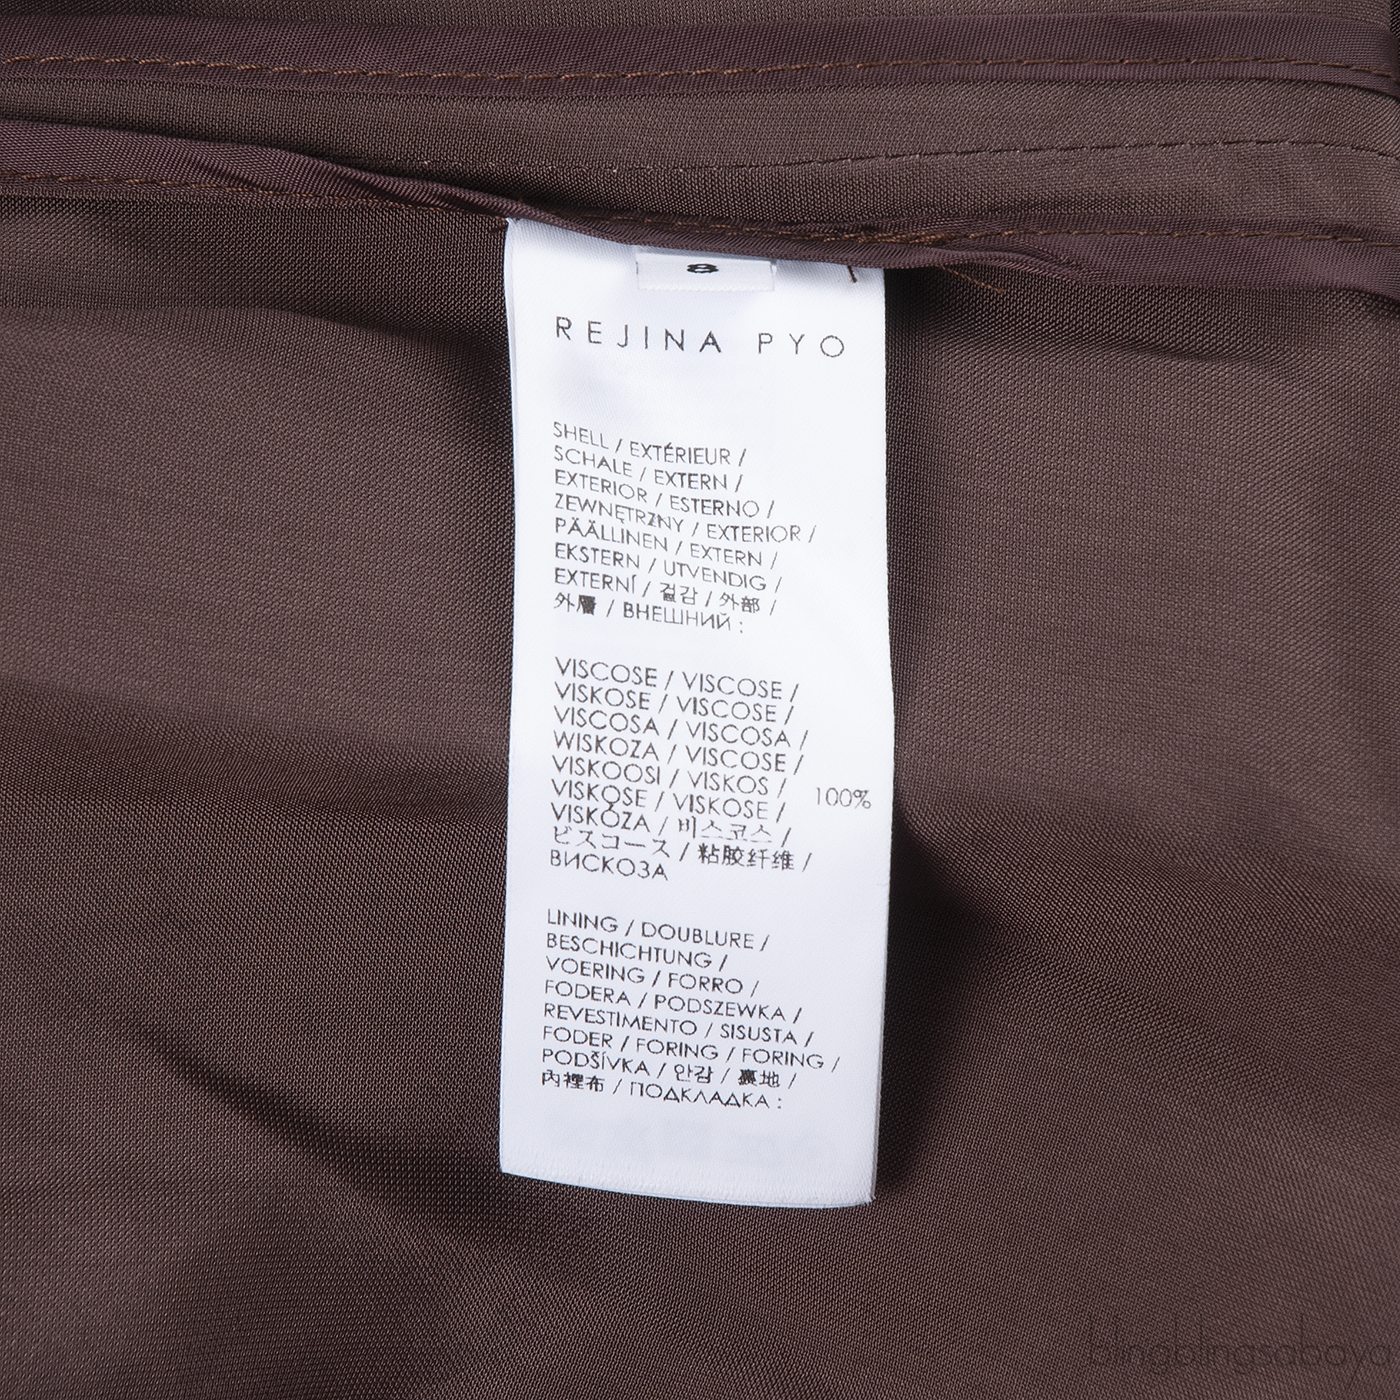 8
REJINA PYO
SHELL / EXTÉRIEUR /
SCHALE / EXTERN /
EXTERIOR / ESTERNO /
ZEWNĘTRZNY / EXTERIOR /
PÄÄLLINEN / EXTERN /
EKSTERN / UTVENDIG /
EXTERNÍ / 겉감 / 外部 /
外層 / ВНЕШНИЙ :
VISCOSE / VISCOSE /
VISKOSE / VISCOSE /
VISCOSA / VISCOSA /
WISKOZA / VISCOSE /
VISKOOSI / VISKOS /
VISKOSE / VISKOSE / 100%
VISKÓZA / 비스코스 /
ビスコース / 粘胶纤维 /
ВИСКОЗА
LINING / DOUBLURE /
BESCHICHTUNG /
VOERING / FORRO /
FODERA / PODSZEWKA /
REVESTIMENTO / SISUSTA /
FODER / FORING / FORING /
PODŠÍVKA / 안감 / 裏地 /
內裡布 / ПОДКЛАДКА :
blingblingsaboya